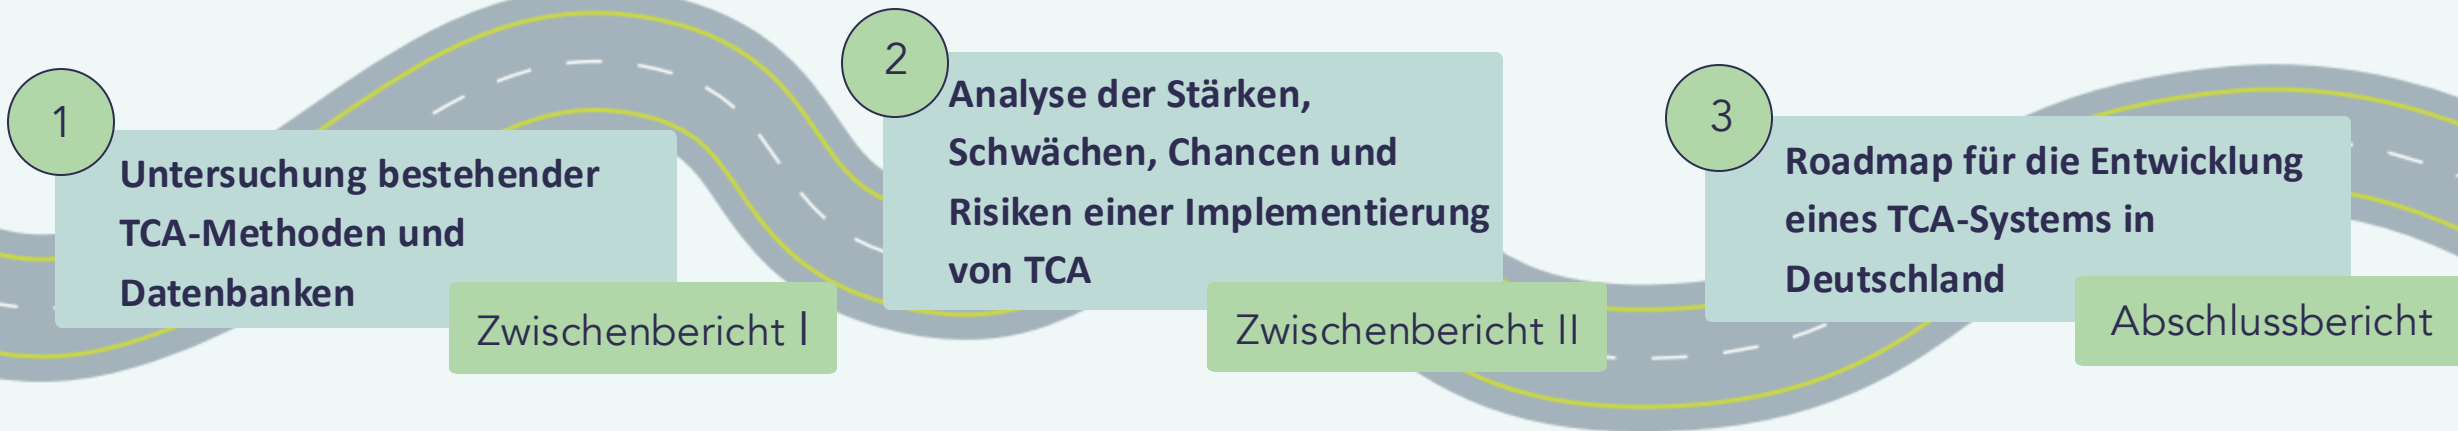 1
Untersuchung bestehender
TCA-Methoden und
Datenbanken
Zwischenbericht I
2
Analyse der Stärken,
Schwächen, Chancen und
Risiken einer Implementierung
von TCA
Zwischenbericht II
3
Roadmap für die Entwicklung
eines TCA-Systems in
Deutschland
Abschlussbericht